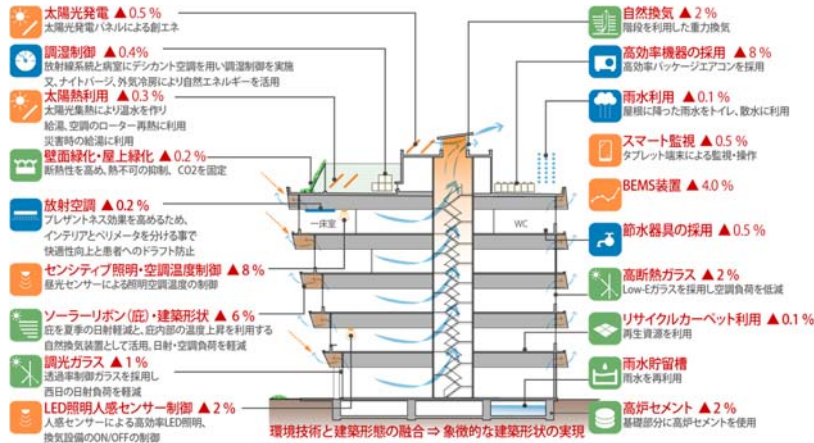 太陽光発電 ▲0.5%
太陽光発電パネルによる創エネ
調湿制御 ▲0.4%
放射線系統と病室にデシカント空調を用い調湿制御を実施
又、ナイトパージ、外気冷房により自然エネルギーを活用
太陽熱利用 ▲0.3%
太陽光集熱により温水を作り
給湯、空調のローター再熱に利用
災害時の給湯に利用
壁面緑化・屋上緑化 ▲0.2%
断熱性を高め、熱不可の抑制、CO2を固定
放射空調 ▲0.2%
プレザントネス効果を高めるため、
インテリアとペリメータを分ける事で
快適性向上と患者へのドラフト防止
センシティブ照明・空調温度制御 ▲8%
昼光センサーによる照明空調温度の制御
ソーラーリボン(庇)・建築形状 ▲6%
庇を夏季の日射軽減と、庇内部の温度上昇を利用する
自然換気装置として活用、日射・空調負荷を軽減
調光ガラス ▲1%
透過率制御ガラスを採用し
西日の日射負荷を軽減
LED照明人感センサー制御 ▲2%
人感センサーによる高効率LED照明、
換気設備のON/OFFの制御
一床室
WC
環境技術と建築形態の融合 ⇒ 象徴的な建築形状の実現
自然換気 ▲2%
階段を利用した重力換気
高効率機器の採用 ▲8%
高効率パッケージエアコンを採用
雨水利用 ▲0.1%
屋根に降った雨水をトイレ、散水に利用
スマート監視 ▲0.5%
タブレット端末による監視・操作
BEMS装置 ▲4.0%
節水器具の採用 ▲0.5%
高断熱ガラス ▲2%
Low-Eガラスを採用し空調負荷を低減
リサイクルカーペット利用 ▲0.1%
再生資源を利用
雨水貯留槽
雨水を再利用
高炉セメント ▲2%
基礎部分に高炉セメントを使用